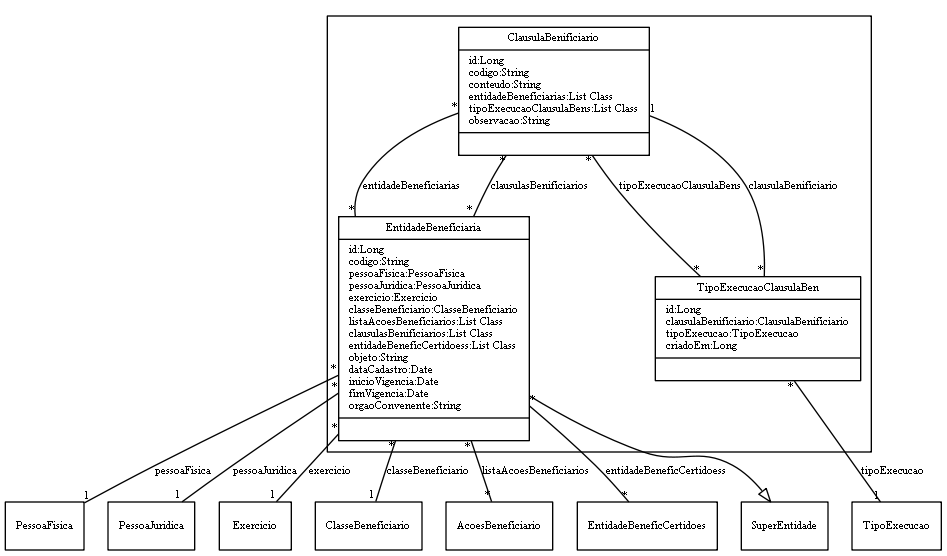 ClausulaBenificiario
id:Long
codigo:String
conteudo:String
entidadeBeneficiarias:List Class
tipoExecucaoClausulaBens:List Class
observacao:String
*
1
*
*
entidadeBeneficiarias
clausulasBenificiarios
tipoExecucaoClausulaBens
clausulaBenificiario
*
*
*
*
EntidadeBeneficiaria
id:Long
codigo:String
pessoaFisica:PessoaFisica
pessoaJuridica:PessoaJuridica
exercicio:Exercicio
classeBeneficiario:ClasseBeneficiario
listaAcoesBeneficiarios:List Class
clausulasBenificiarios:List Class
entidadeBeneficCertidoess:List Class
objeto:String
dataCadastro:Date
inicioVigencia:Date
fimVigencia:Date
orgaoConvenente:String
TipoExecucaoClausulaBen
id:Long
clausulaBenificiario:ClausulaBenificiario
tipoExecucao:TipoExecucao
criadoEm:Long
*
*
*
*
*
*
*
pessoaFisica
pessoaJuridica
exercicio
classeBeneficiario
listaAcoesBeneficiarios
entidadeBeneficCertidoess
tipoExecucao
1
1
1
1
*
*
1
PessoaFisica
PessoaJuridica
Exercicio
ClasseBeneficiario
AcoesBeneficiario
EntidadeBeneficCertidoes
SuperEntidade
TipoExecucao